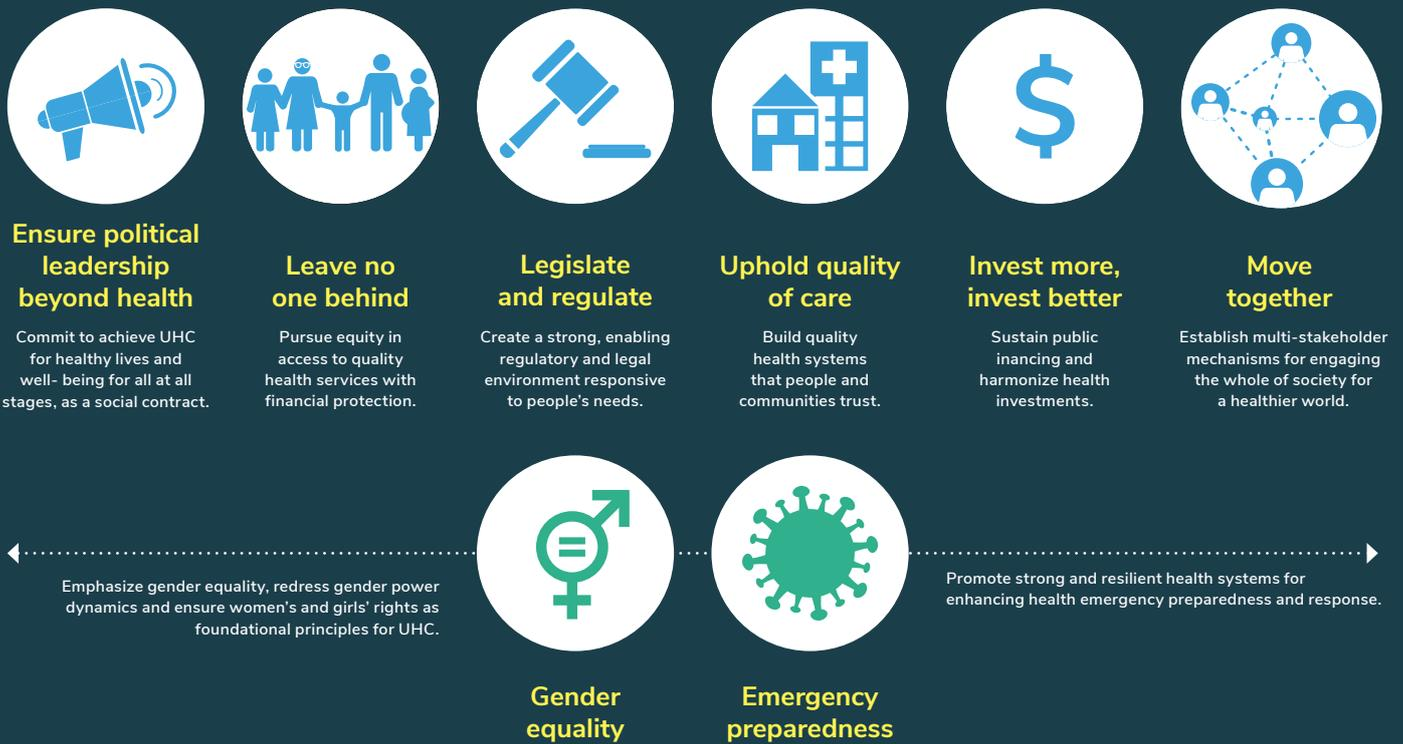 Ensure political
leadership
beyond health
Commit to achieve UHC
for healthy lives and
well- being for all at all
stages, as a social contract.
Leave no
one behind
Pursue equity in
access to quality
health services with
financial protection.
Legislate
and regulate
Create a strong, enabling
regulatory and legal
environment responsive
to people's needs.
Uphold quality
of care
Build quality
health systems
that people and
communities trust.
Invest more,
invest better
Sustain public
inancing and
harmonize health
investments.
Move
together
Establish multi-stakeholder
mechanisms for engaging
the whole of society for
a healthier world.
Emphasize gender equality, redress gender power
dynamics and ensure women's and girls' rights as
foundational principles for UHC.
Gender
equality
Promote strong and resilient health systems for
enhancing health emergency preparedness and response.
Emergency
preparedness